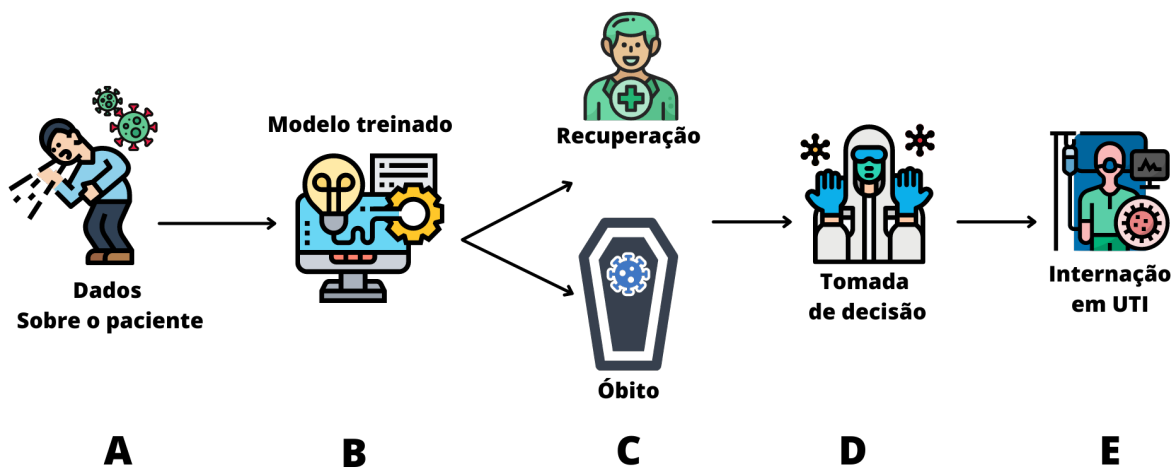 Modelo treinado
Recuperação
Dados
Sobre o paciente
Óbito
Tomada
de decisão
Internação
em UTI
A
B
C
D
E